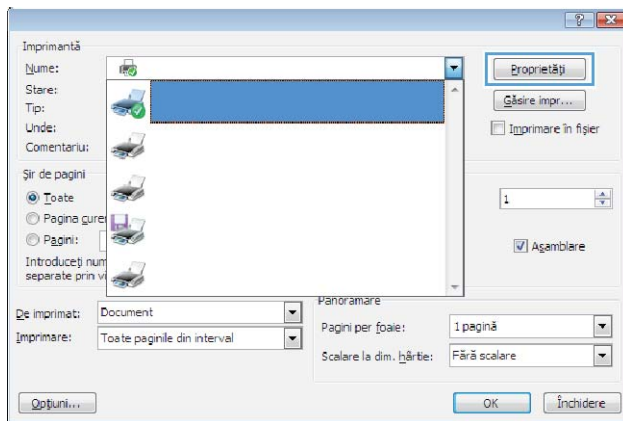 Imprimantă
Nume:
Proprietăți
Stare:
Găsire impr...
Tip:
Unde:
Imprimare în fișier
Comentariu:
Șir de pagini
Toate
1
Pagina curen
Pagini:
Asamblare
Introduceți num
separate prin vi
De imprimat: Document
Panoramare
Imprimare: Toate paginile din interval
Pagini per foaie: 1 pagină
Scalare la dim. hârtie: Fără scalare
Opțiuni... OK Închidere